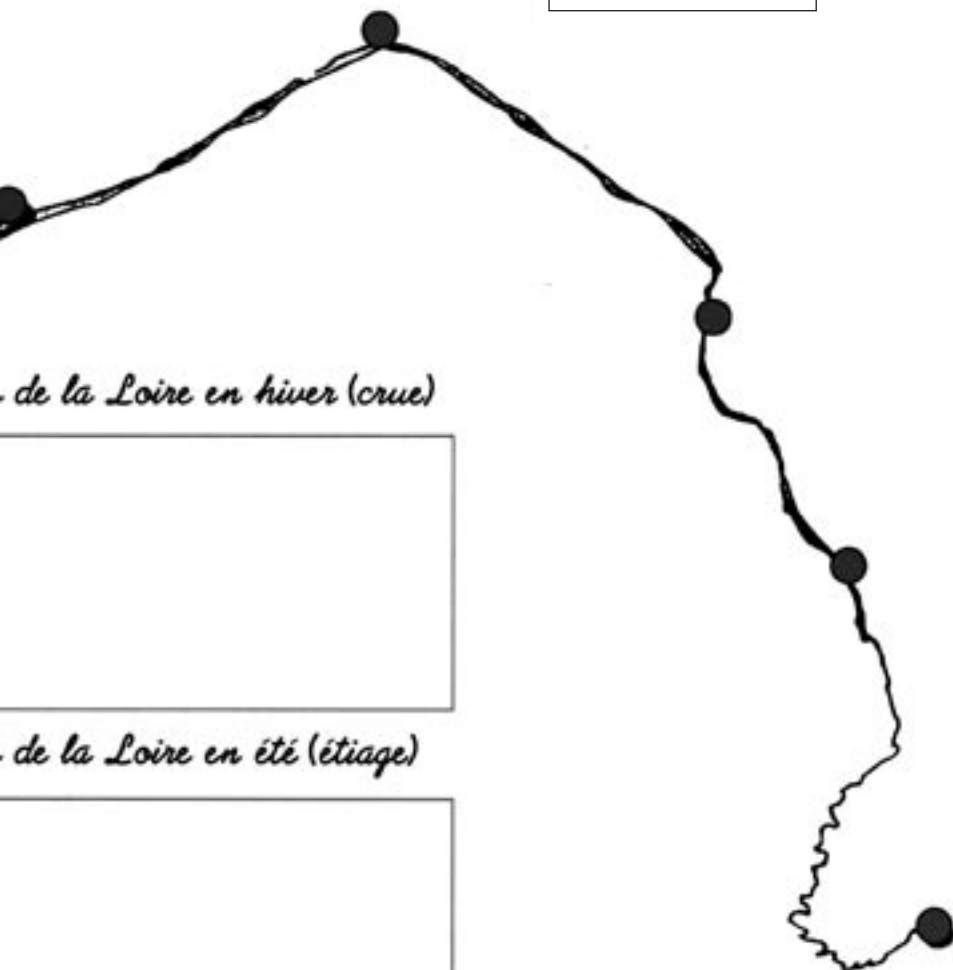 de la Loire en hiver (crue)
de la Loire en été (étiage)